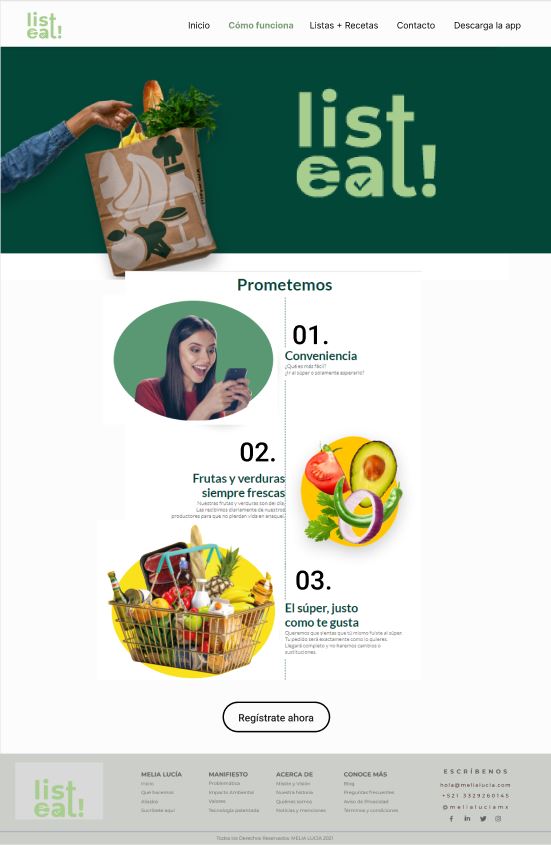 list
eat!
Inicio Cómo funciona Listas + Recetas Contacto Descarga la app
list
eat!
Prometemos
01.
Conveniencia
¿Qué es más fácil?
¿Ir al súper o solamente esperarlo?
02.
Frutas y verduras
siempre frescas
Nuestras frutas y verduras son del día.
Las recibimos diariamente de nuestros
productores para que no pierdan vida en anaquel.
03.
El súper, justo
como te gusta
Queremos que sientas que tú mismo fuiste al súper.
Tu pedido será exactamente como lo quieres.
Llegará completo y no haremos cambios o
sustituciones.
Regístrate ahora
list
eat!
MELIA LUCÍA
Inicio
Qué hacemos
Aliados
Suscríbete aquí
MANIFIESTO
Problemática
Impacto Ambiental
Valores
Tecnología patentada
ACERCA DE
Misión y Visión
Nuestra historia
Quiénes somos
Noticias y menciones
CONOCE MÁS
Blog
Preguntas frecuentes
Aviso de Privacidad
Términos y condiciones
ESCRÍBENOS
hola@melialucia.com
+521 3329260145
@melialuciamx
Todos los Derechos Reservados MELIA LUCIA 2021